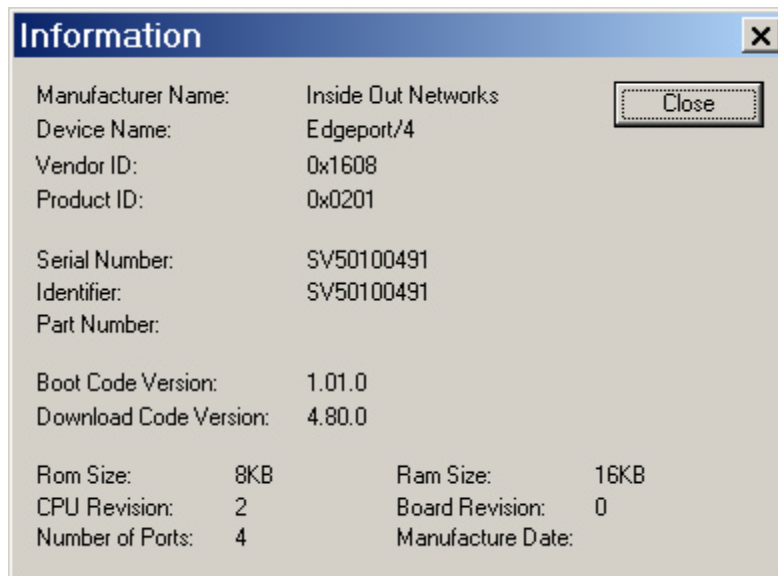 Information
Manufacturer Name: Inside Out Networks Close
Device Name: Edgeport/4
Vendor ID: 0x1608
Product ID: 0x0201
Serial Number: SV50100491
Identifier: SV50100491
Part Number:
Boot Code Version: 1.01.0
Download Code Version: 4.80.0
Rom Size: 8KB Ram Size: 16KB
CPU Revision: 2 Board Revision: 0
Number of Ports: 4 Manufacture Date: